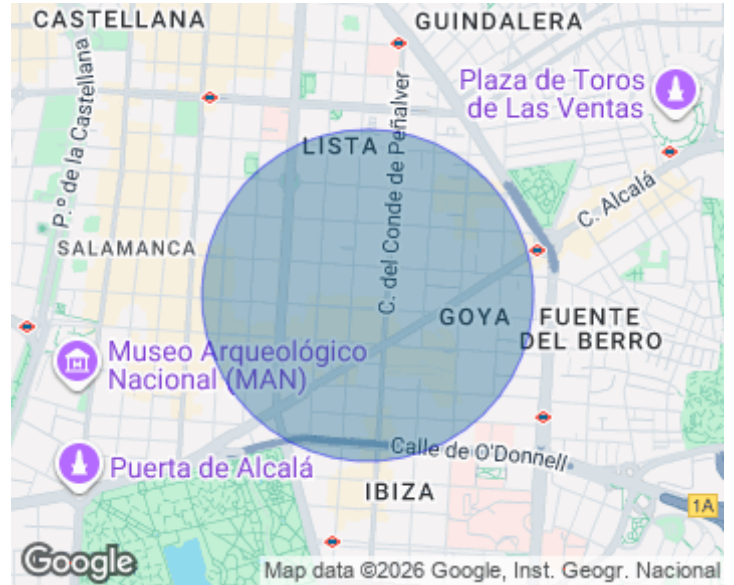 CASTELLANA
GUINDALERA
Plaza de Toros
de Las Ventas
P.º de la Castellana
LISTA
C. del Conde de Peñalver
C. Alcalá
SALAMANCA
GOYA
FUENTE
DEL BERRO
Museo Arqueológico
Nacional (MAN)
Calle de O'Donnell
Puerta de Alcalá
IBIZA
1A
Google
Map data ©2026 Google, Inst. Geogr. Nacional